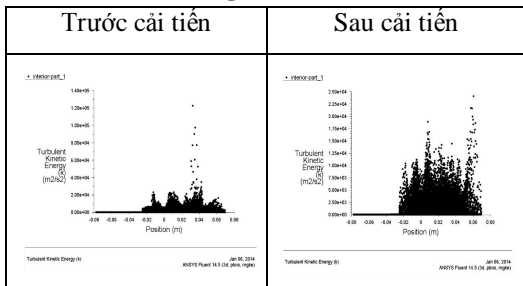 Trước cải tiến
Sau cải tiến
interior-part_1
1.40e+05
1.20e+05
1.00e+05
8.00e+04
6.00e+04
4.00e+04
2.00e+04
0.00e+00
Turbulent
Kinetic
Energy
(k)
(m2/s2)
-0.08 -0.06 -0.04 -0.02 0 0.02 0.04 0.06 0.08
Position (m)
Turbulent Kinetic Energy (k)
Jan 06, 2014
ANSYS Fluent 14.5 (3d, pbns, rngke)
interior-part_1
2.50e+04
2.25e+04
2.00e+04
1.75e+04
1.50e+04
1.25e+04
1.00e+04
7.50e+03
5.00e+03
2.50e+03
0.00e+00
Turbulent
Kinetic
Energy
(k)
(m2/s2)
-0.08 -0.06 -0.04 -0.02 0 0.02 0.04 0.06 0.08
Position (m)
Turbulent Kinetic Energy (k)
Jan 06, 2014
ANSYS Fluent 14.5 (3d, pbns, rngke)